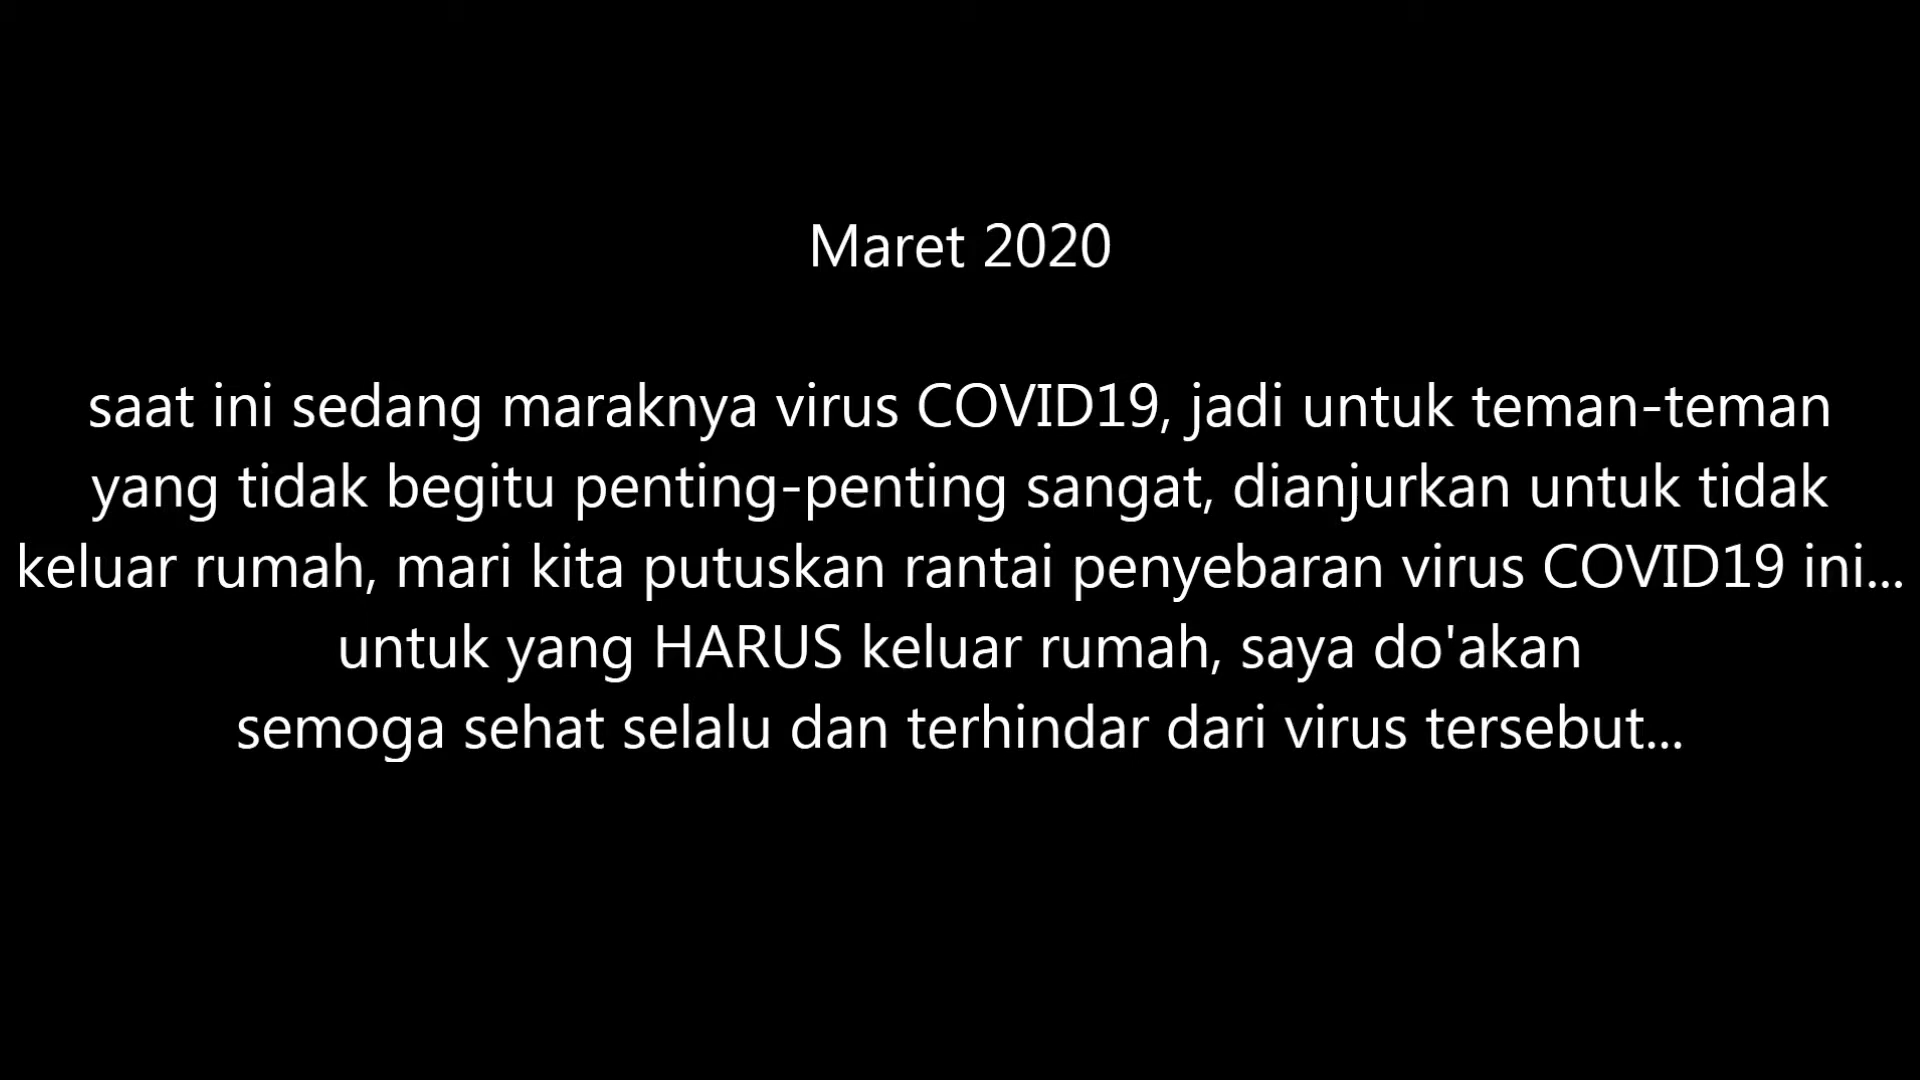 Maret 2020
saat ini sedang maraknya virus COVID19, jadi untuk teman-teman
yang tidak begitu penting-penting sangat, dianjurkan untuk tidak
keluar rumah, mari kita putuskan rantai penyebaran virus COVID19 ini...
untuk yang HARUS keluar rumah, saya do'akan
semoga sehat selalu dan terhindar dari virus tersebut...